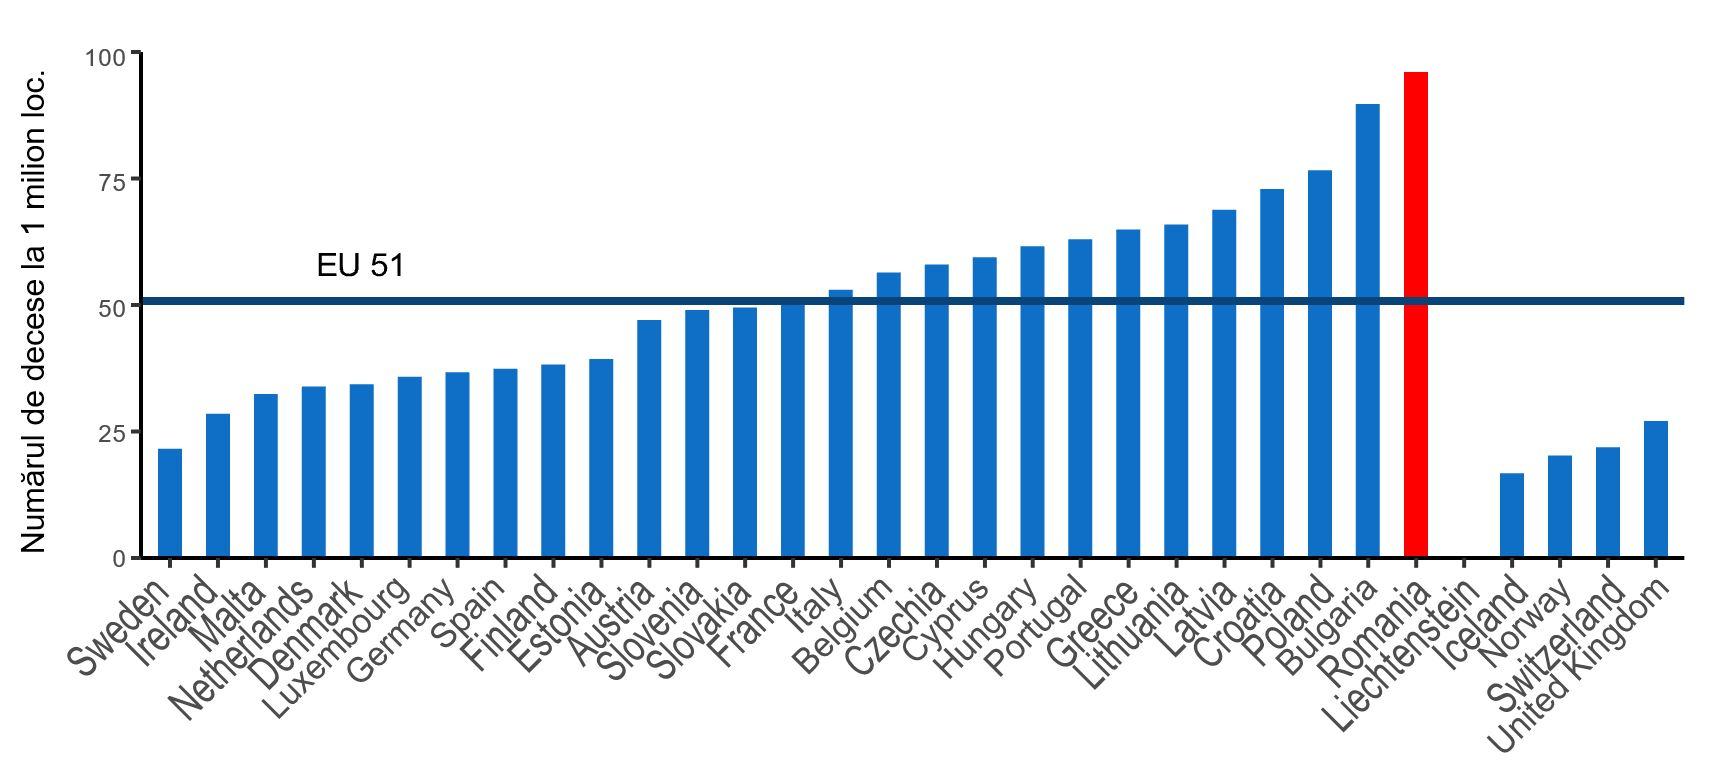 Numărul de decese la 1 milion loc.
100
75
50
25
0
EU 51
Sweden
Ireland
Malta
Netherlands
Denmark
Luxembourg
Germany
Spain
Finland
Estonia
Austria
Slovenia
Slovakia
France
Italy
Belgium
Czechia
Cyprus
Hungary
Portugal
Greece
Lithuania
Latvia
Croatia
Poland
Bulgaria
Romania
Liechtenstein
Iceland
Norway
Switzerland
United Kingdom